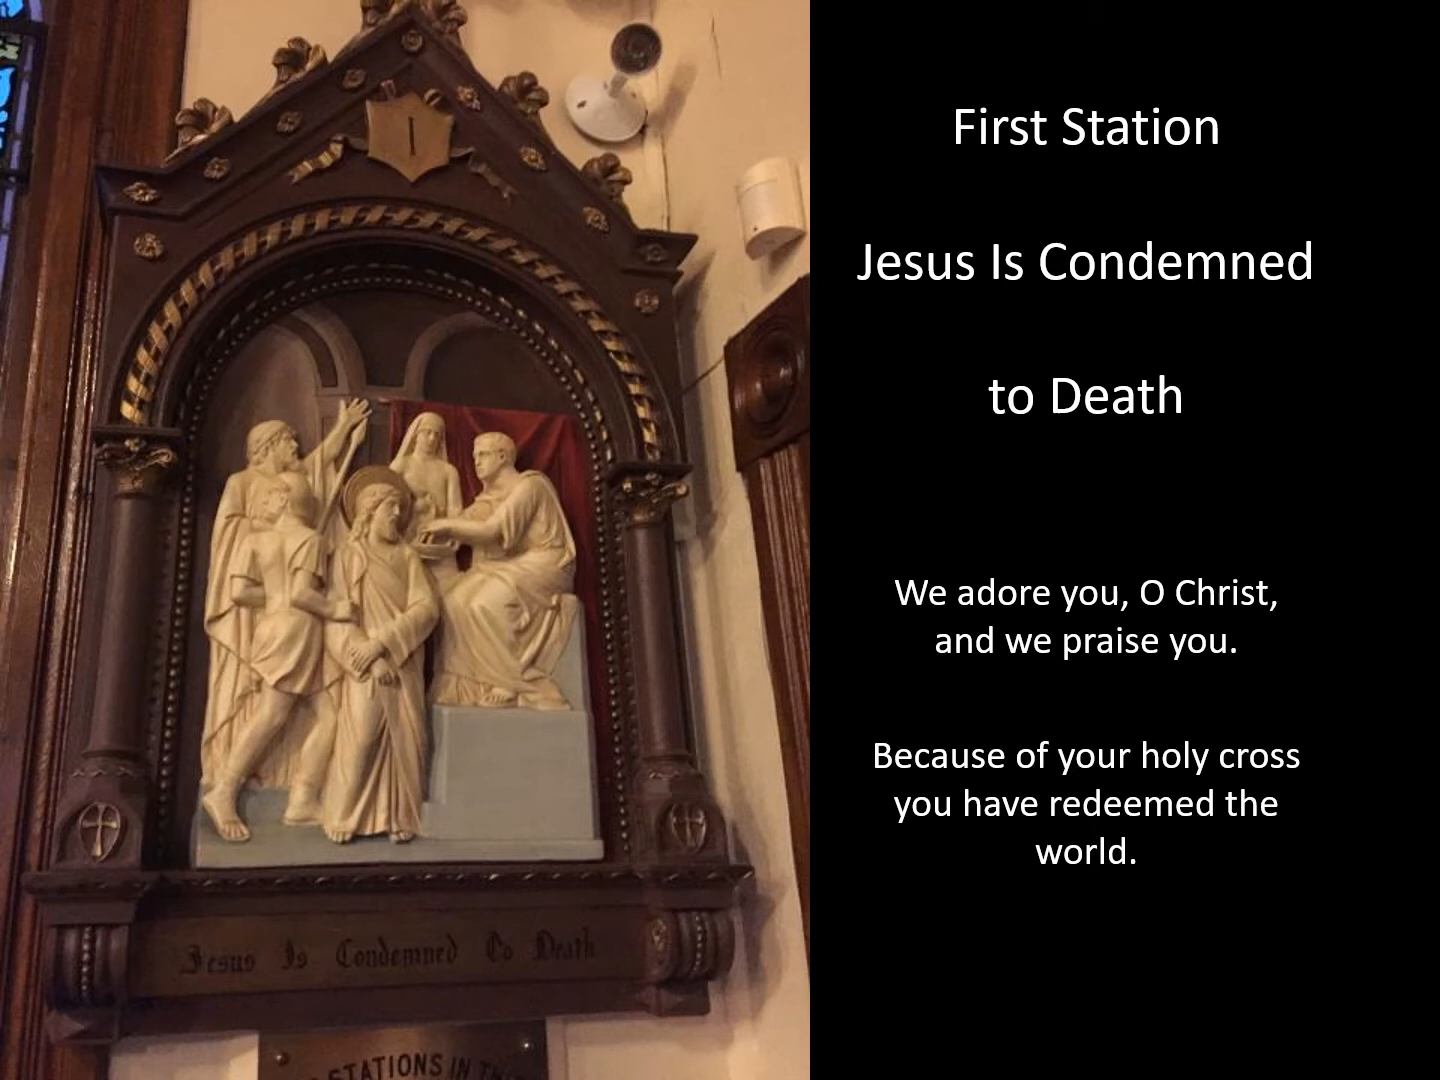 I
Jesus Is Condemned To Death
STATIONS IN
First Station
Jesus Is Condemned
to Death
We adore you, O Christ,
and we praise you.
Because of your holy cross
you have redeemed the
world.